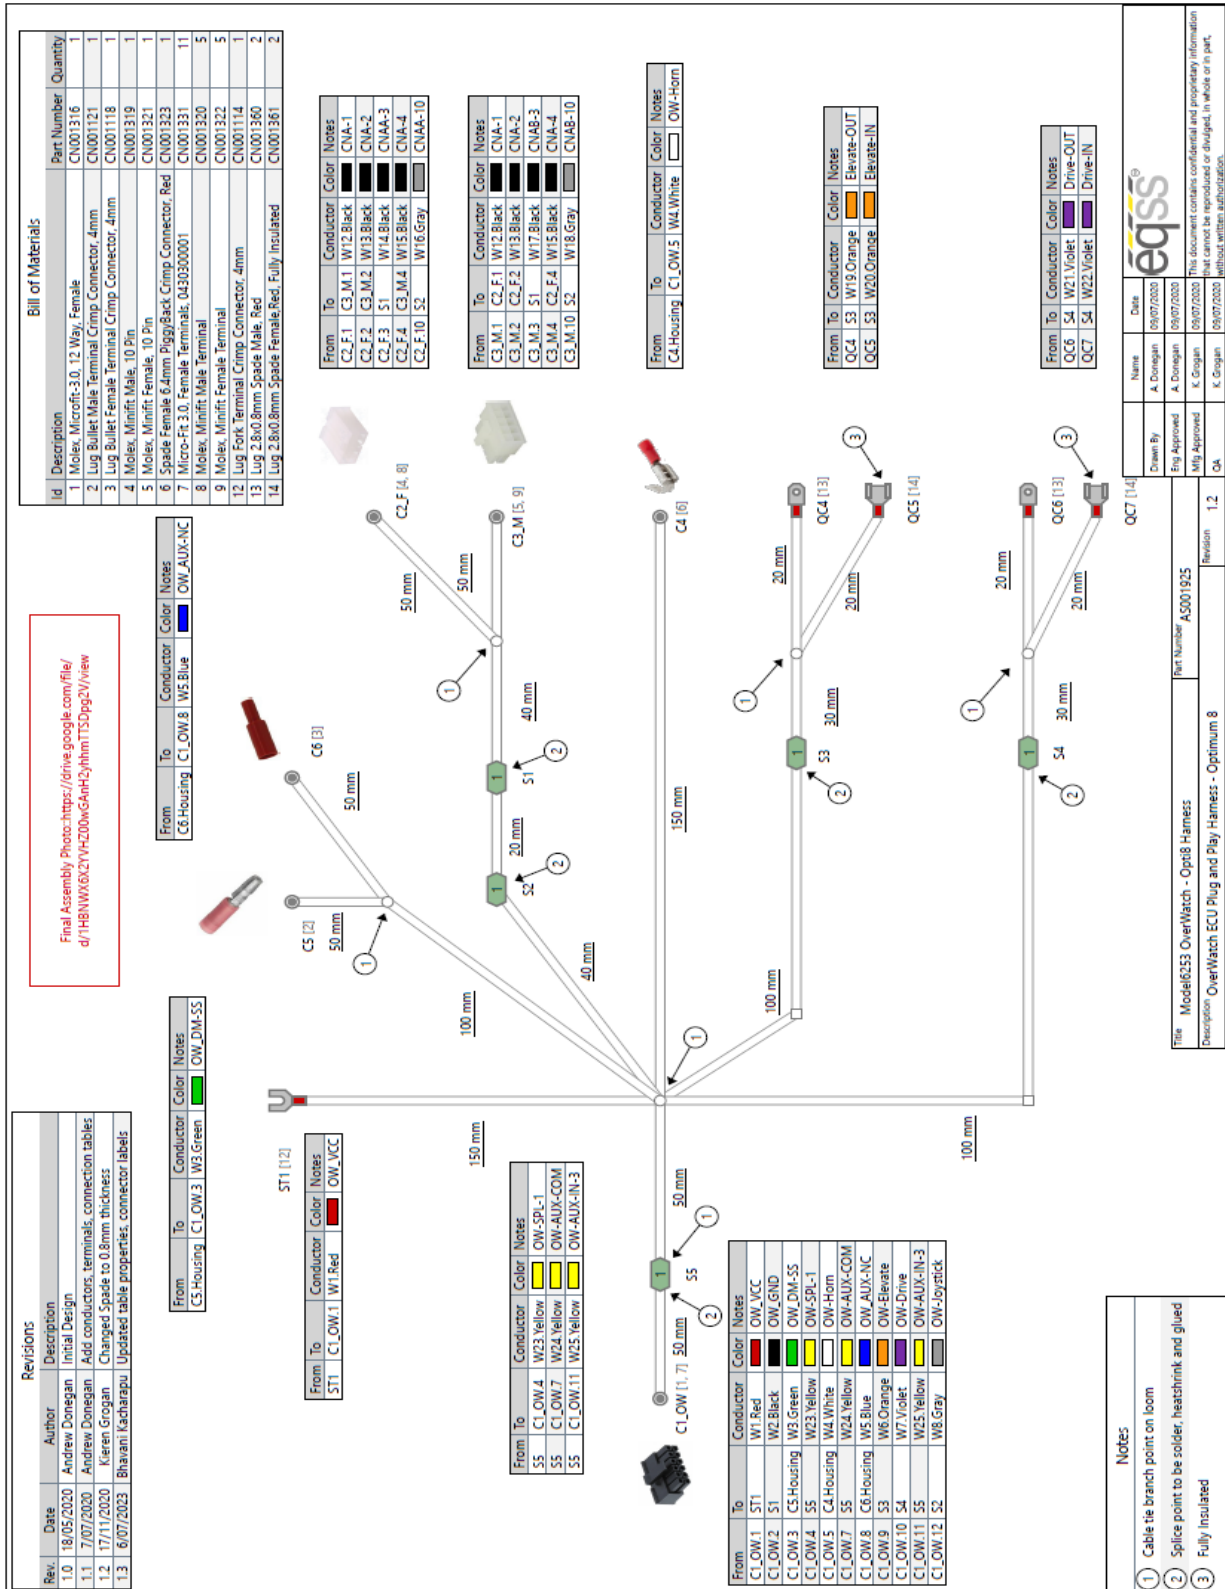 Revisions
Rev. Date Author Description
1.0 18/05/2020 Andrew Donegan Initial Design
1.1 7/07/2020 Andrew Donegan Add conductors, terminals, connection tables
1.2 17/11/2020 Kieren Grogan Changed Spade to 0.8mm thickness
1.3 6/07/2023 Bhavani Kacharapu Updated table properties, connector labels
Final Assembly Photo:https://drive.google.com/file/
d/1HBNWX6X2YVHZ00wGAnH2yhhmTTSDpg2V/view
Bill of Materials
Id Description Part Number Quantity
1 Molex, Microfit-3.0, 12 Way, Female CN001316 1
2 Lug Bullet Male Terminal Crimp Connector, 4mm CN001121 1
3 Lug Bullet Female Terminal Crimp Connector, 4mm CN001118 1
4 Molex, Minifit Male, 10 Pin CN001319 1
5 Molex, Minifit Female, 10 Pin CN001321 1
6 Spade Female 6.4mm PiggyBack Crimp Connector, Red CN001323 1
7 Micro-Fit 3.0, Female Terminals, 0430300001 CN001331 11
8 Molex, Minifit Male Terminal CN001320 5
9 Molex, Minifit Female Terminal CN001322 5
12 Lug Fork Terminal Crimp Connector, 4mm CN001114 1
13 Lug 2.8x0.8mm Spade Male, Red CN001360 2
14 Lug 2.8x0.8mm Spade Female,Red, Fully Insulated CN001361 2
From To Conductor Color Notes
C5.Housing C1_OW.3 W3.Green OW_DM-SS
From To Conductor Color Notes
C6.Housing C1_OW.8 W5.Blue OW_AUX-NC
ST1 [12]
From To Conductor Color Notes
ST1 C1_OW.1 W1.Red OW_VCC
150 mm
C5 [2]
50 mm
C6 [3]
50 mm
1
100 mm
From To Conductor Color Notes
C2_F.1 C3_M.1 W12.Black CNA-1
C2_F.2 C3_M.2 W13.Black CNA-2
C2_F.3 S1 W14.Black CNAA-3
C2_F.4 C3_M.4 W15.Black CNA-4
C2_F.10 S2 W16.Gray CNAA-10
C2_F [4, 8]
50 mm
From To Conductor Color Notes
C3_M.1 C2_F.1 W12.Black CNA-1
C3_M.2 C2_F.2 W13.Black CNA-2
C3_M.3 S1 W17.Black CNAB-3
C3_M.4 C2_F.4 W15.Black CNA-4
C3_M.10 S2 W18.Gray CNAB-10
C3_M [5, 9]
50 mm
1
40 mm
2
1
S1
20 mm
2
1
S2
40 mm
From To Conductor Color Notes
S5 C1_OW.4 W23.Yellow OW-SPL-1
S5 C1_OW.7 W24.Yellow OW-AUX-COM
S5 C1_OW.11 W25.Yellow OW-AUX-IN-3
C1_OW [1, 7]
50 mm
1
S5
2
1
50 mm
1
150 mm
C4 [6]
From To Conductor Color Notes
C4.Housing C1_OW.5 W4.White OW-Horn
From To Conductor Color Notes
C1_OW.1 ST1 W1.Red OW_VCC
C1_OW.2 S1 W2.Black OW_GND
C1_OW.3 C5.Housing W3.Green OW_DM-SS
C1_OW.4 S5 W23.Yellow OW-SPL-1
C1_OW.5 C4.Housing W4.White OW-Horn
C1_OW.7 S5 W24.Yellow OW-AUX-COM
C1_OW.8 C6.Housing W5.Blue OW_AUX-NC
C1_OW.9 S3 W6.Orange OW-Elevate
C1_OW.10 S4 W7.Violet OW-Drive
C1_OW.11 S5 W25.Yellow OW-AUX-IN-3
C1_OW.12 S2 W8.Gray OW-Joystick
100 mm
1
S3
2
30 mm
1
20 mm
QC4 [13]
20 mm
QC5 [14]
3
From To Conductor Color Notes
QC4 S3 W19.Orange Elevate-OUT
QC5 S3 W20.Orange Elevate-IN
100 mm
1
S4
2
30 mm
1
20 mm
QC6 [13]
20 mm
QC7 [14]
3
From To Conductor Color Notes
QC6 S4 W21.Violet Drive-OUT
QC7 S4 W22.Violet Drive-IN
Notes
1 Cable tie branch point on loom
2 Splice point to be solder, heatshrink and glued
3 Fully Insulated
Title Model6253 OverWatch - Opti8 Harness
Part Number AS001925
Description OverWatch ECU Plug and Play Harness - Optimum 8
Revision 1.2
Name Date
Drawn By A. Donegan 09/07/2020
Eng Approved A. Donegan 09/07/2020
Mfg Approved K. Grogan 09/07/2020
QA K. Grogan 09/07/2020
eqss®
This document contains confidential and proprietary information
that cannot be reproduced or divulged, in whole or in part,
without written authorization.